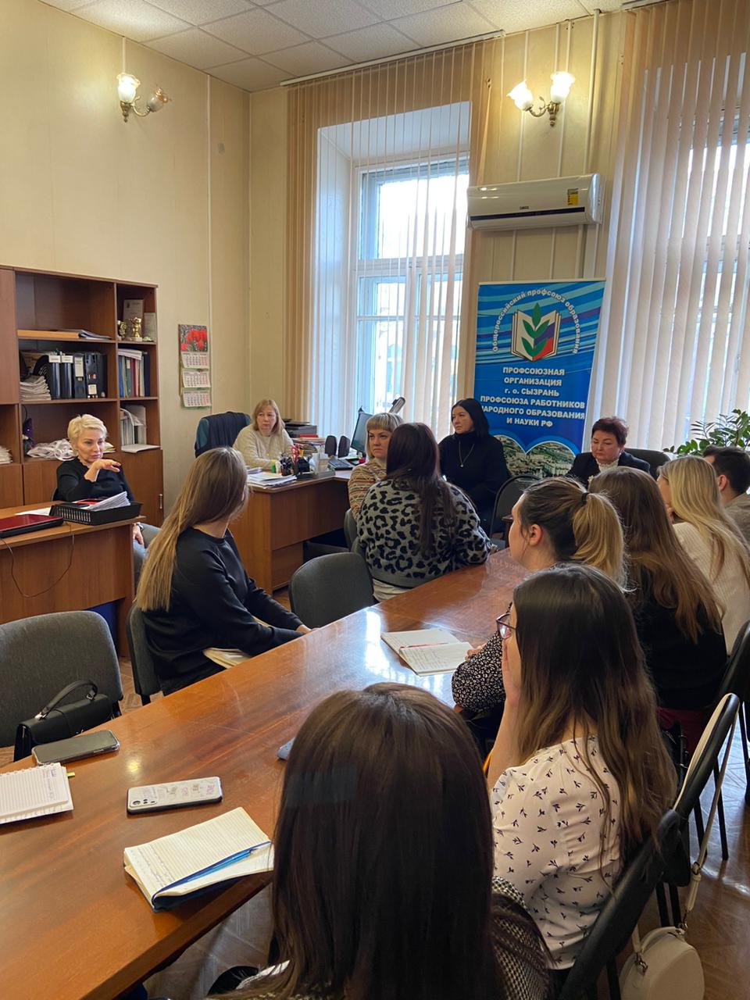 Общероссийский профсоюз образования
ПРОФСОЮЗНАЯ
ОРГАНИЗАЦИЯ
г. о. СЫЗРАНЬ
ПРОФСОЮЗА РАБОТНИКОВ
НАРОДНОГО ОБРАЗОВАНИЯ
И НАУКИ РФ